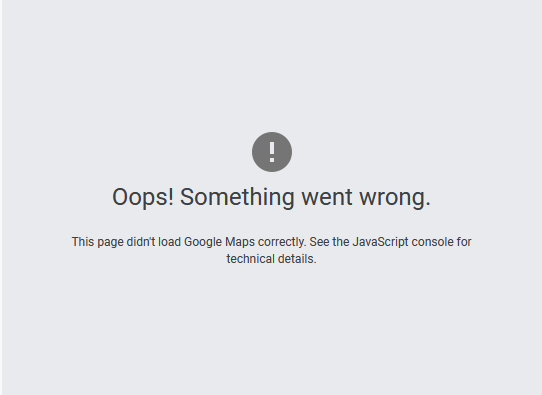 Oops! Something went wrong.
This page didn't load Google Maps correctly. See the JavaScript console for
technical details.